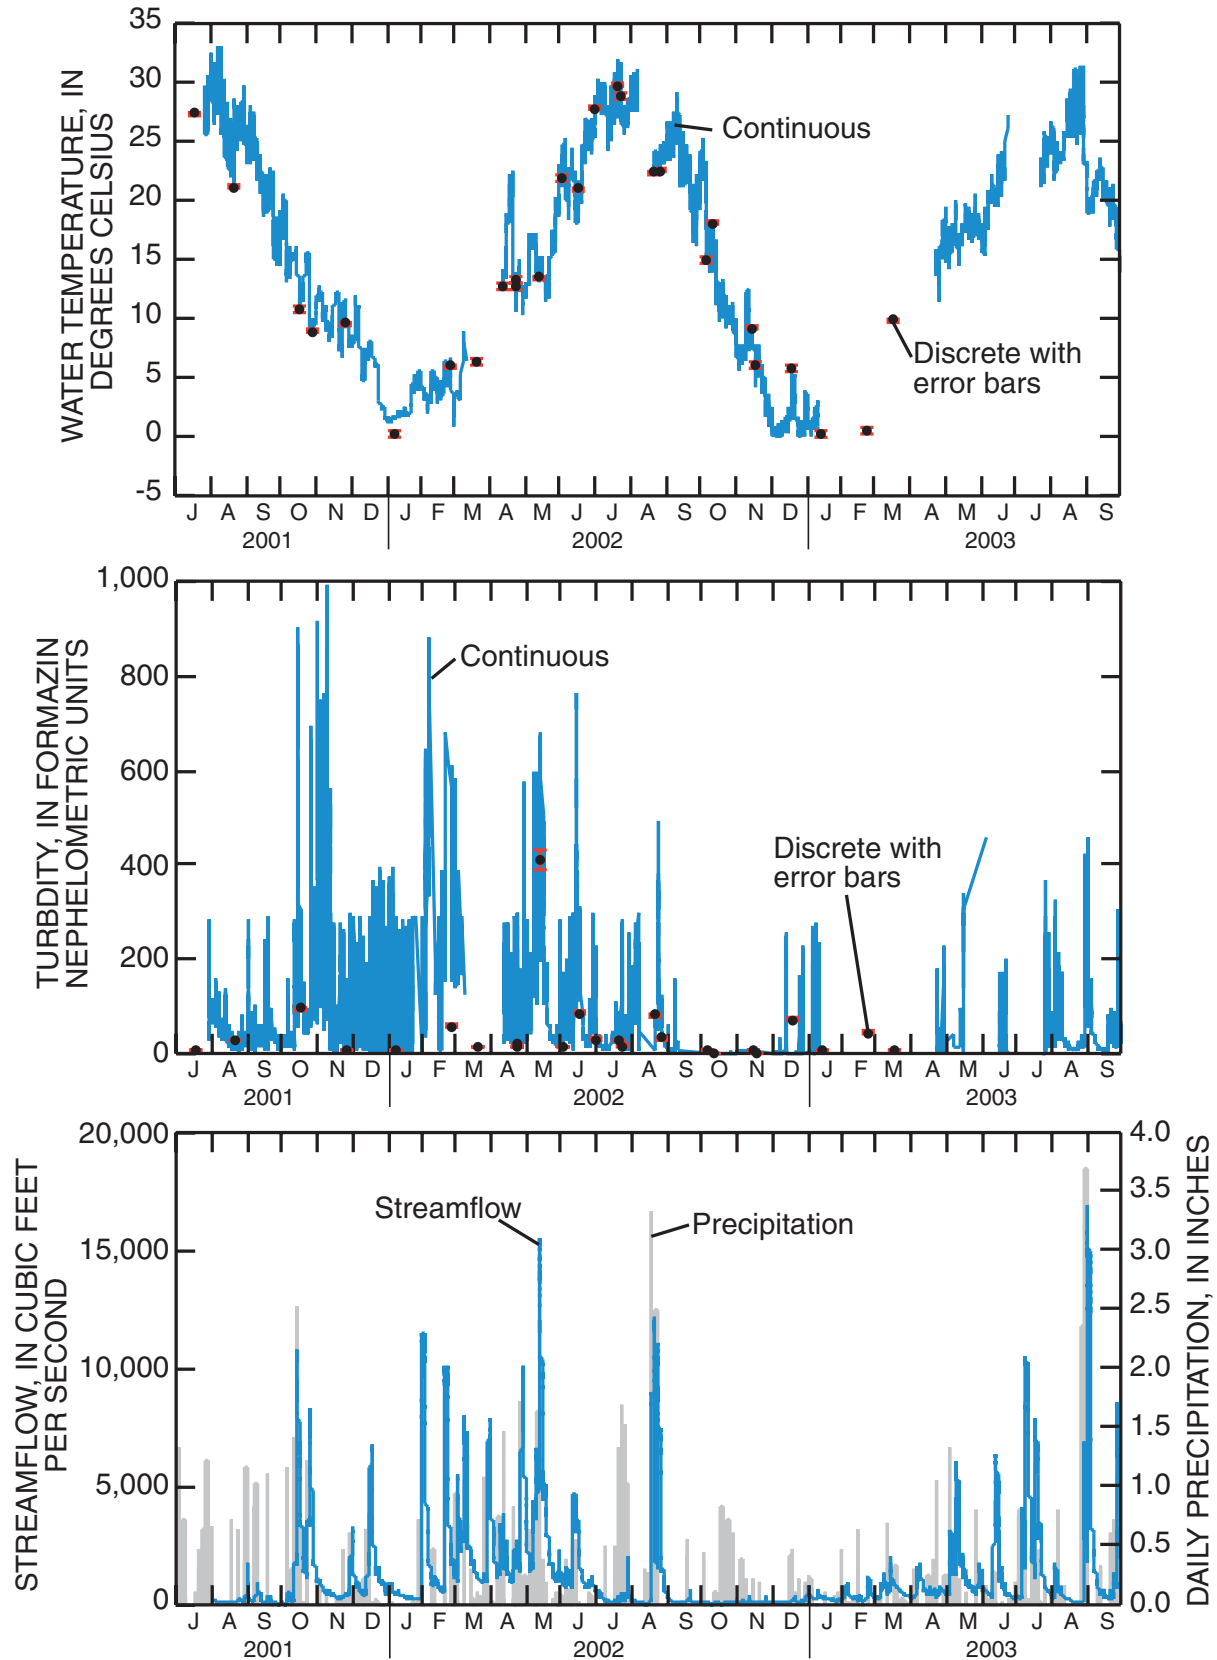 35
30
25
20
15
10
5
0
-5
WATER TEMPERATURE, IN
DEGREES CELSIUS
Continuous
Discrete with
error bars
J A S O N D J F M A M J J A S O N D J F M A M J J A S
2001 2002 2003
1,000
800
600
400
200
0
TURBDITY, IN FORMAZIN
NEPHELOMETRIC UNITS
Continuous
Discrete with
error bars
J A S O N D J F M A M J J A S O N D J F M A M J J A S
2001 2002 2003
20,000
15,000
10,000
5,000
0
STREAMFLOW, IN CUBIC FEET
PER SECOND
Streamflow
Precipitation
4.0
3.5
3.0
2.5
2.0
1.5
1.0
0.5
0.0
DAILY PRECIPITATION, IN INCHES
J A S O N D J F M A M J J A S O N D J F M A M J J A S
2001 2002 2003